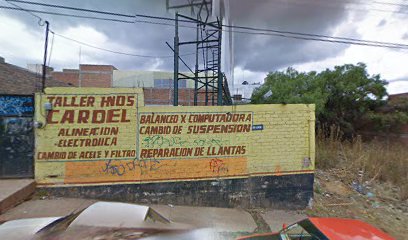 TALLER HNOS
CARDEL
ALINEACION
ELECTRONICA
CAMBIO DE ACEITE Y FILTRO
BALANCEO X COMPUTADORA
CAMBIO DE SUSPENSION
REPARACION DE LLANTAS